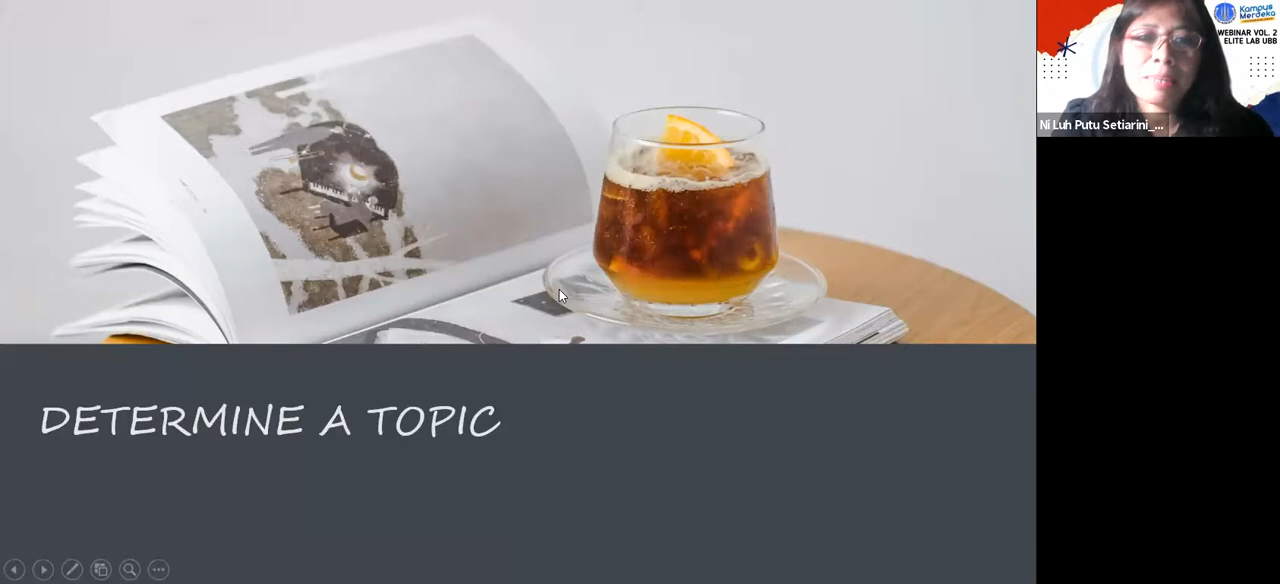 DETERMINE A TOPIC
Kampus
Merdeka
WEBINAR VOL. 2
ELITE LAB UBB
Ni Luh Putu Setiarini_...